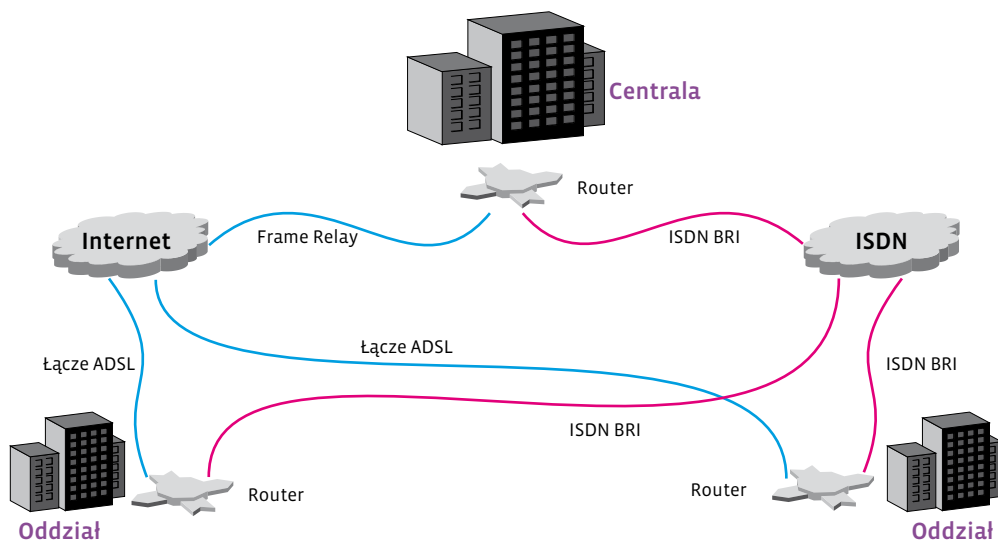 Centrala
Router
Internet
Frame Relay
ISDN BRI
ISDN
Łącze ADSL
Łącze ADSL
ISDN BRI
ISDN BRI
Router
Router
Oddział
Oddział